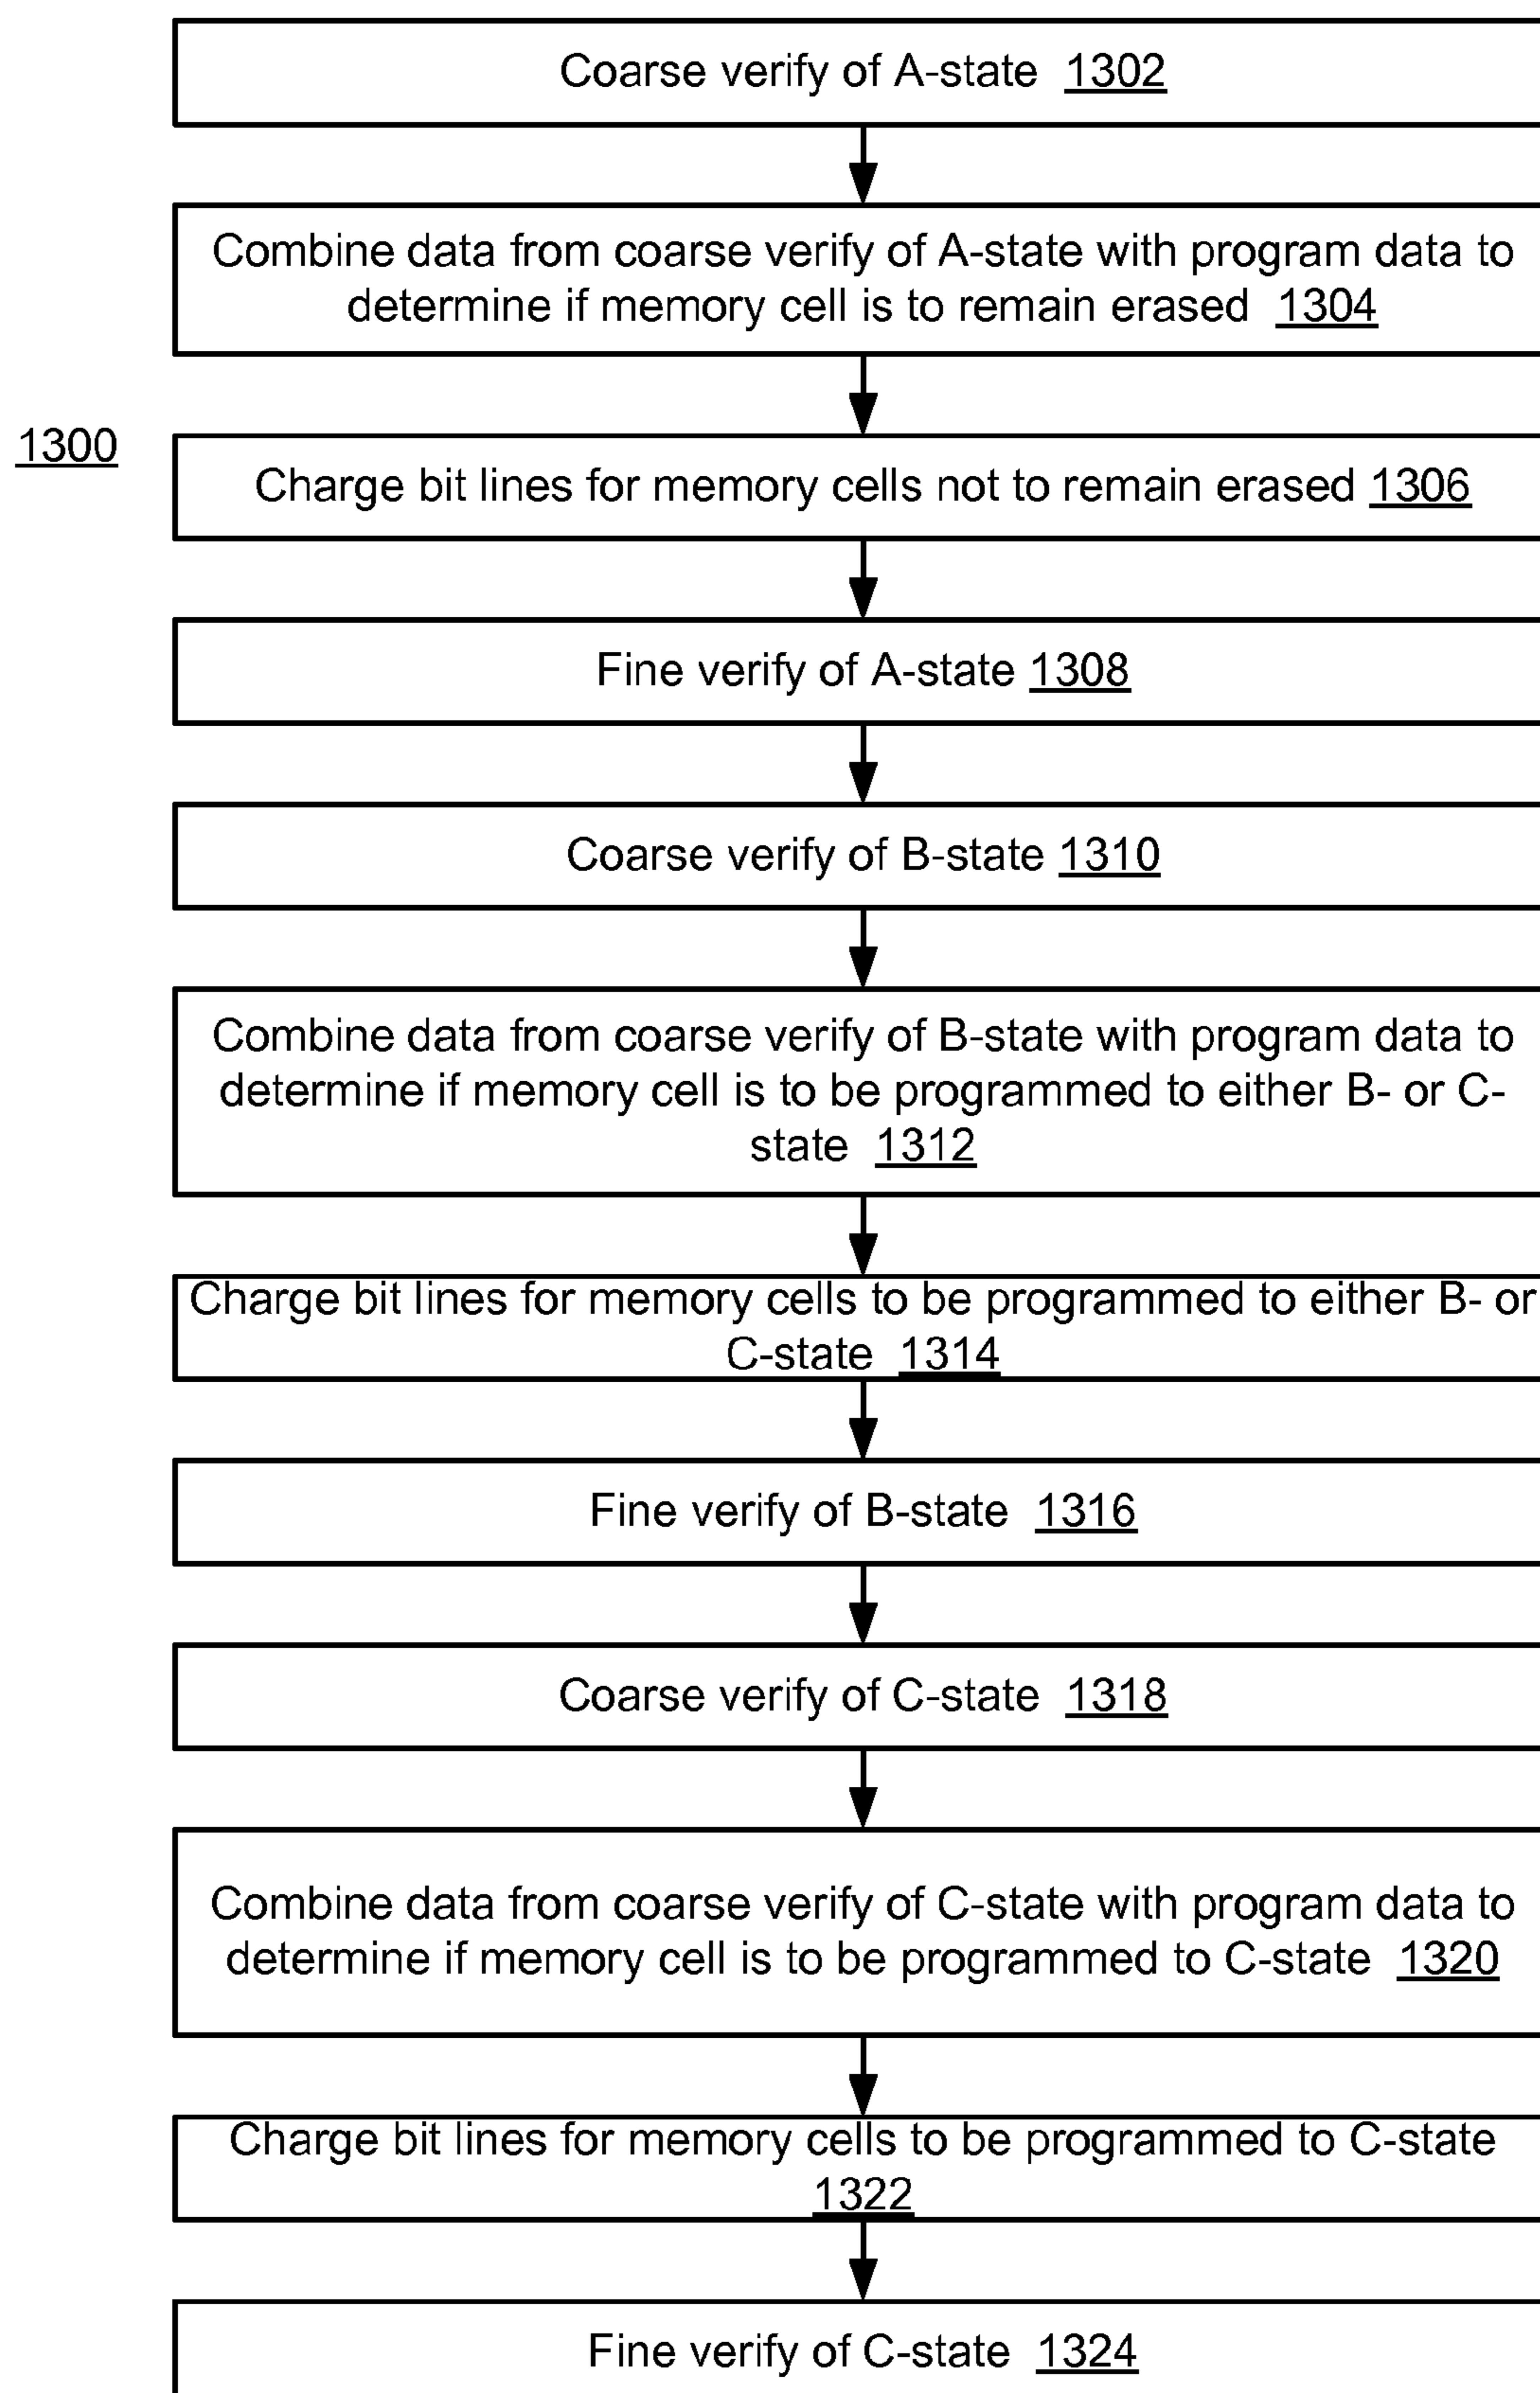 Coarse verify of A-state 1302
Combine data from coarse verify of A-state with program data to
determine if memory cell is to remain erased 1304
1300
Charge bit lines for memory cells not to remain erased 1306
Fine verify of A-state 1308
Coarse verify of B-state 1310
Combine data from coarse verify of B-state with program data to
determine if memory cell is to be programmed to either B- or C-
state 1312
Charge bit lines for memory cells to be programmed to either B- or
C-state 1314
Fine verify of B-state 1316
Coarse verify of C-state 1318
Combine data from coarse verify of C-state with program data to
determine if memory cell is to be programmed to C-state 1320
Charge bit lines for memory cells to be programmed to C-state
1322
Fine verify of C-state 1324